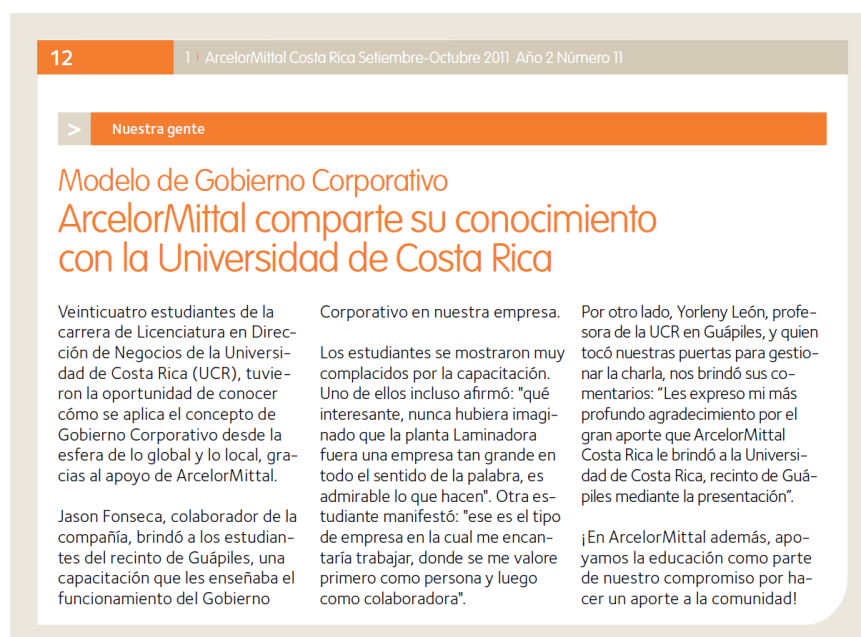 12
1 | ArcelorMittal Costa Rica Setiembre-Octubre 2011 Año 2 Número 11
> Nuestra gente
Modelo de Gobierno Corporativo
ArcelorMittal comparte su conocimiento
con la Universidad de Costa Rica
Veinticuatro estudiantes de la
carrera de Licenciatura en Direc-
ción de Negocios de la Universi-
dad de Costa Rica (UCR), tuvie-
ron la oportunidad de conocer
cómo se aplica el concepto de
Gobierno Corporativo desde la
esfera de lo global y lo local, gra-
cias al apoyo de ArcelorMittal.
Jason Fonseca, colaborador de la
compañía, brindó a los estudian-
tes del recinto de Guápiles, una
capacitación que les enseñaba el
funcionamiento del Gobierno
Corporativo en nuestra empresa.
Los estudiantes se mostraron muy
complacidos por la capacitación.
Uno de ellos incluso afirmó: "qué
interesante, nunca hubiera imagi-
nado que la planta Laminadora
fuera una empresa tan grande en
todo el sentido de la palabra, es
admirable lo que hacen". Otra es-
tudiante manifestó: "ese es el tipo
de empresa en la cual me encan-
taría trabajar, donde se me valore
primero como persona y luego
como colaboradora".
Por otro lado, Yorleny León, profe-
sora de la UCR en Guápiles, y quien
tocó nuestras puertas para gestio-
nar la charla, nos brindó sus co-
mentarios: “Les expreso mi más
profundo agradecimiento por el
gran aporte que ArcelorMittal
Costa Rica le brindó a la Universi-
dad de Costa Rica, recinto de Guá-
piles mediante la presentación”.
¡En ArcelorMittal además, apo-
yamos la educación como parte
de nuestro compromiso por ha-
cer un aporte a la comunidad!